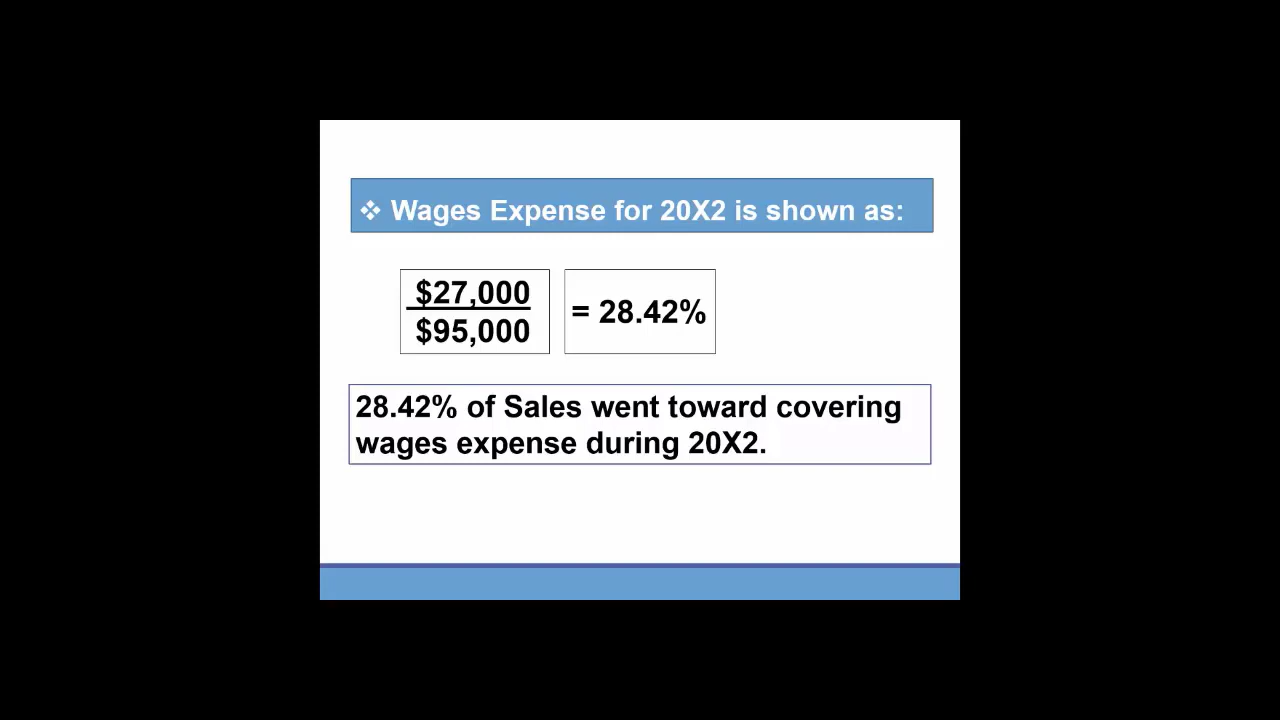 ❖ Wages Expense for 20X2 is shown as:
$27,000
$95,000
= 28.42%
28.42% of Sales went toward covering
wages expense during 20X2.